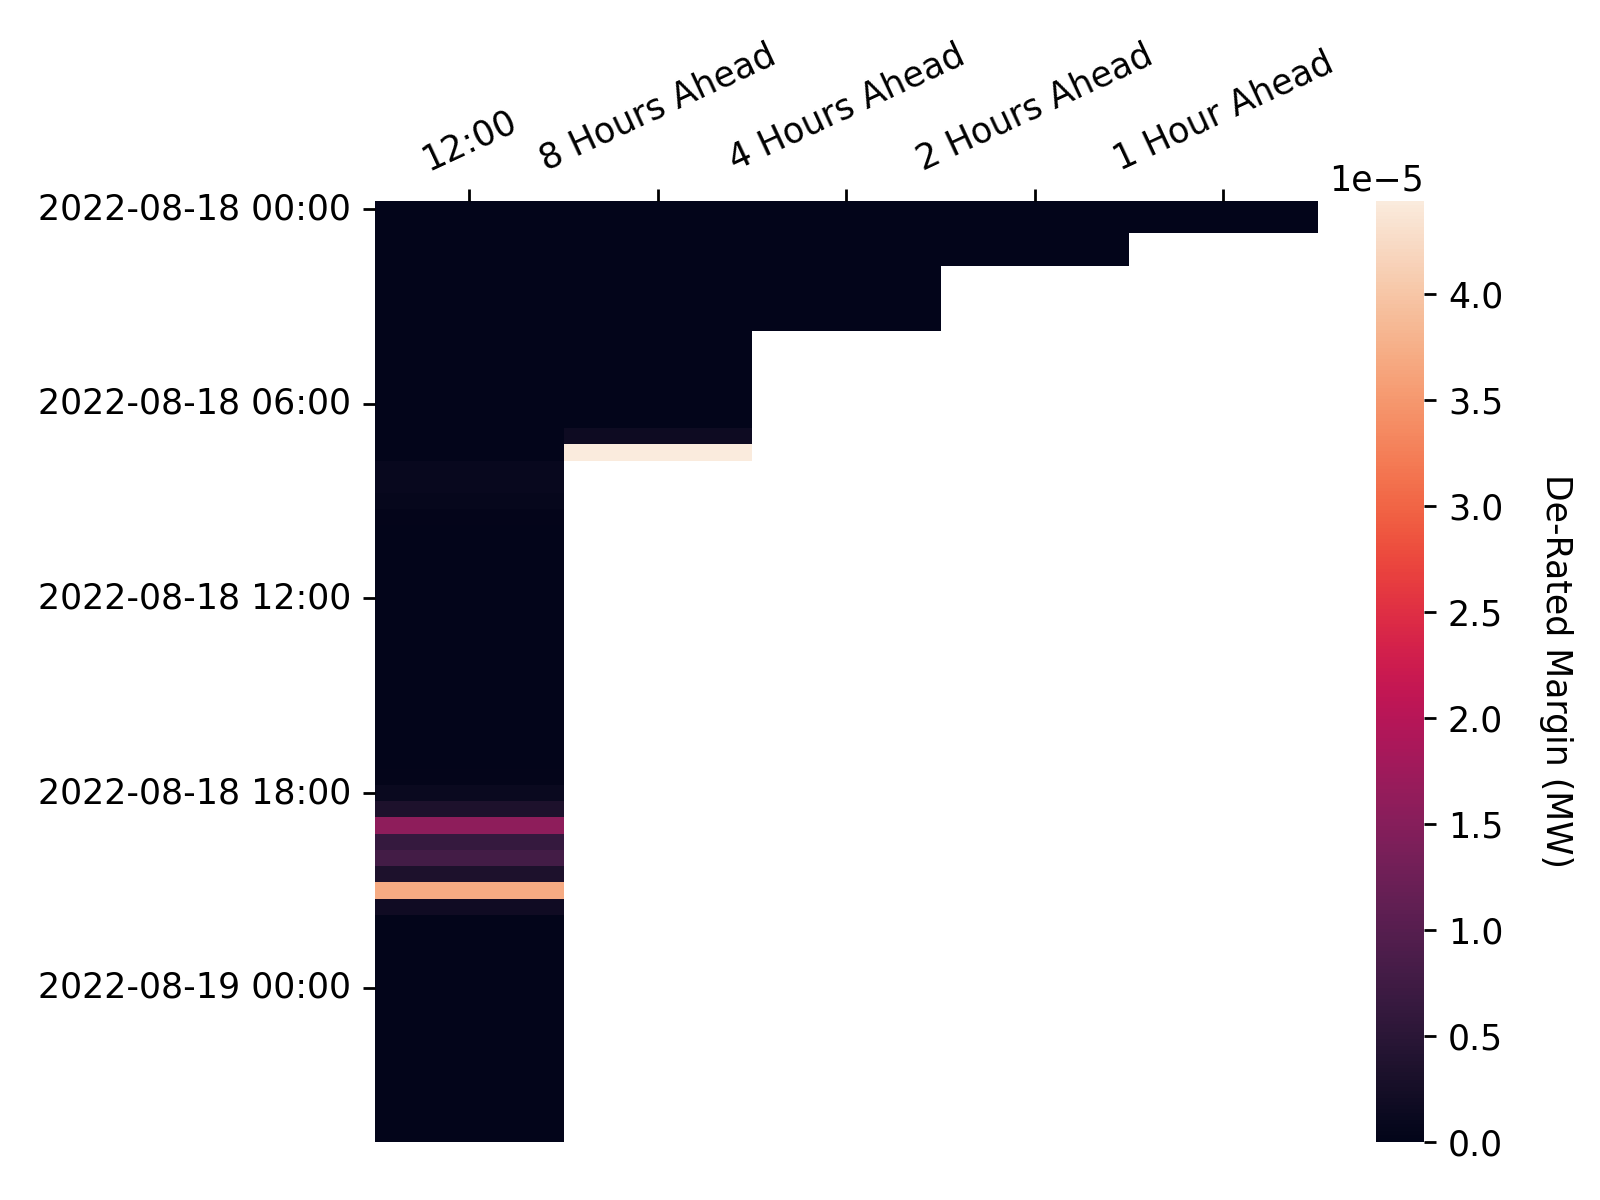 12:00
8 Hours Ahead
4 Hours Ahead
2 Hours Ahead
1 Hour Ahead
1e−5
2022-08-18 00:00
2022-08-18 06:00
2022-08-18 12:00
2022-08-18 18:00
2022-08-19 00:00
4.0
3.5
3.0
2.5
2.0
1.5
1.0
0.5
0.0
De-Rated Margin (MW)